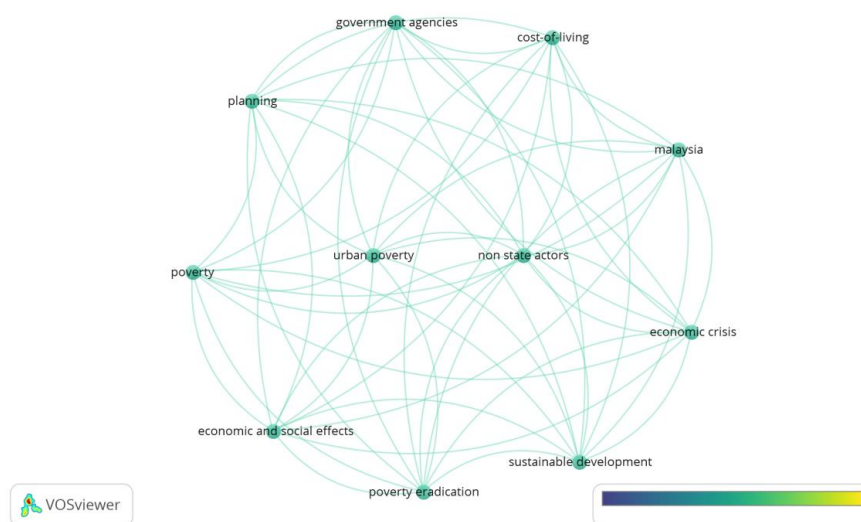 government agencies
cost-of-living
planning
malaysia
urban poverty
non state actors
poverty
economic crisis
economic and social effects
sustainable development
poverty eradication
VOSviewer